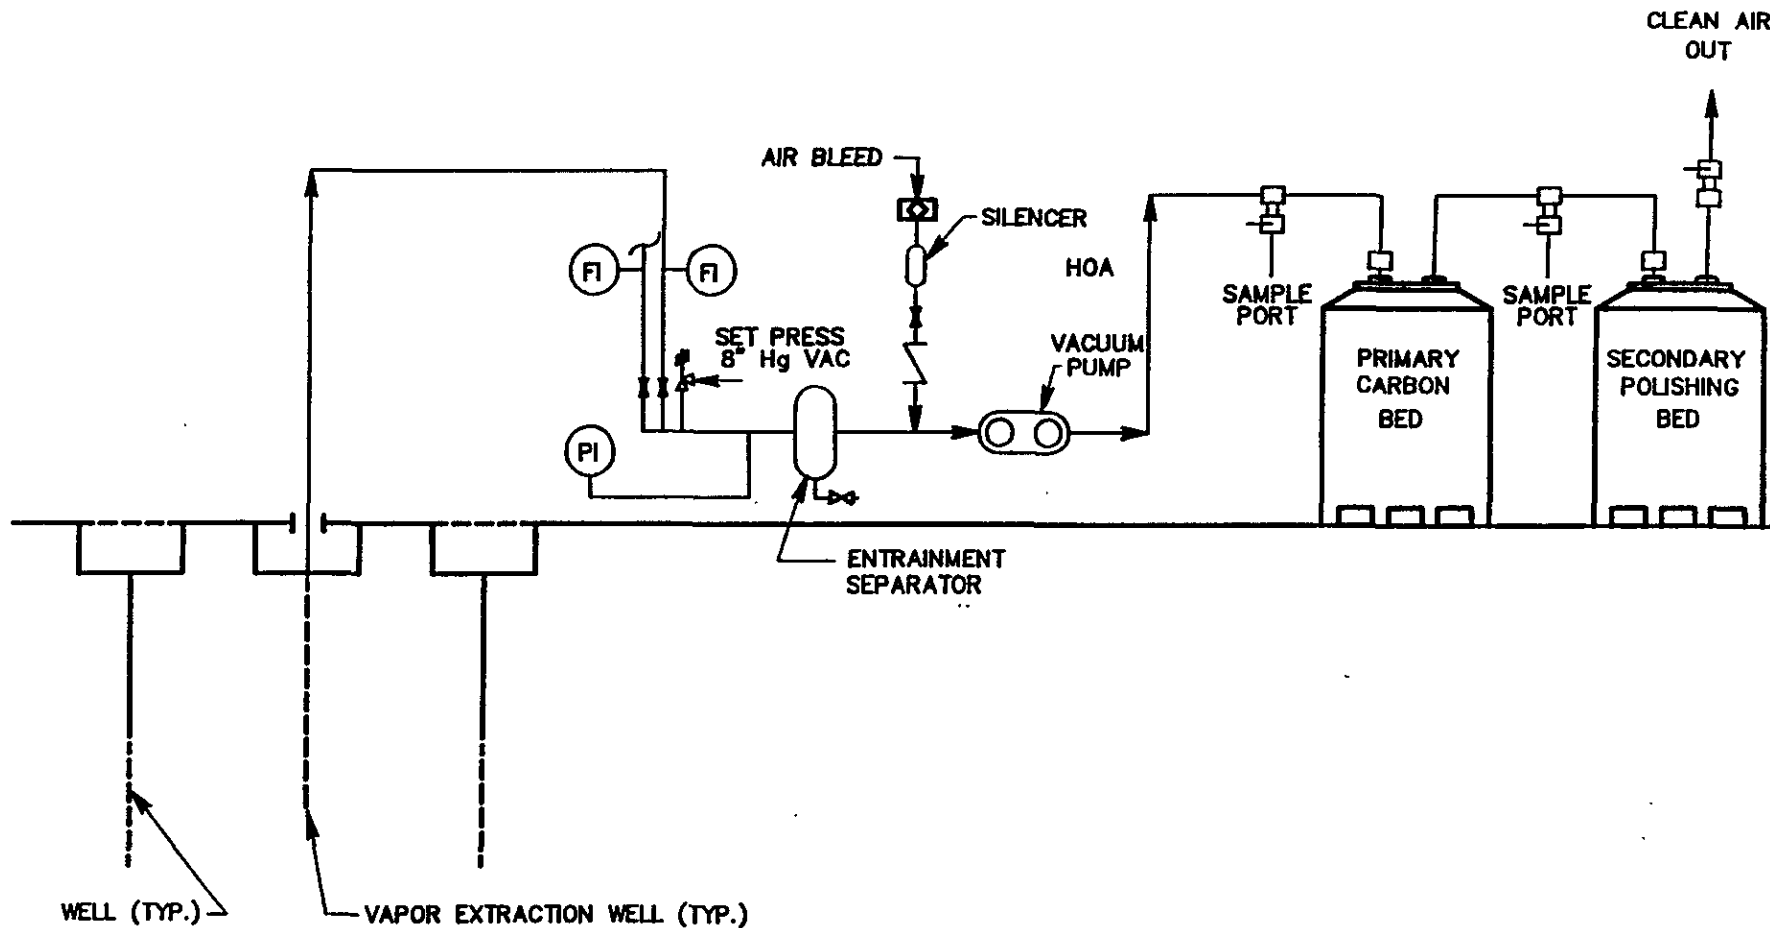 CLEAN AIR
OUT
AIR BLEED
SILENCER
HOA
FI
FI
SAMPLE
PORT
SAMPLE
PORT
SET PRESS
8" Hg VAC
VACUUM
PUMP
PRIMARY
CARBON
BED
SECONDARY
POLISHING
BED
PI
ENTRAINMENT
SEPARATOR
WELL (TYP.)
VAPOR EXTRACTION WELL (TYP.)